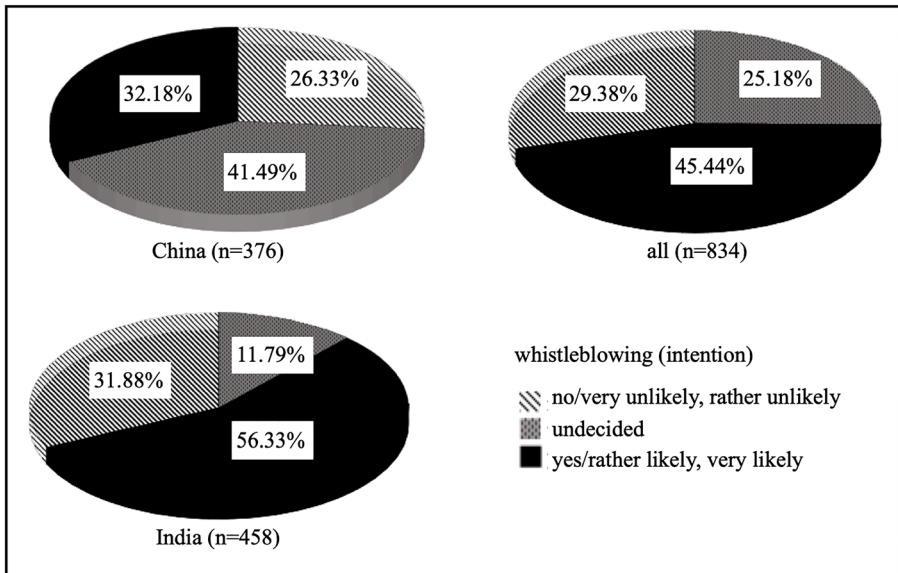 32.18%
26.33%
41.49%
China (n=376)
29.38%
25.18%
45.44%
all (n=834)
31.88%
11.79%
56.33%
India (n=458)
whistleblowing (intention)
no/very unlikely, rather unlikely
undecided
yes/rather likely, very likely